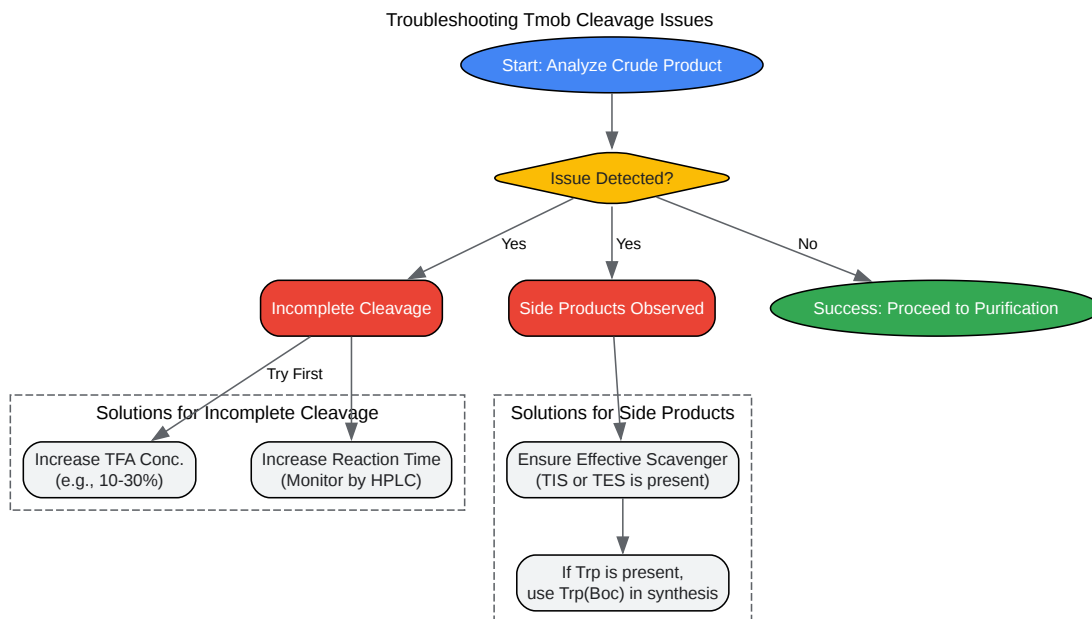 Troubleshooting Tmob Cleavage Issues
Start: Analyze Crude Product
Issue Detected?
Yes
Yes
No
Incomplete Cleavage
Side Products Observed
Success: Proceed to Purification
Try First
Solutions for Incomplete Cleavage
Solutions for Side Products
Increase TFA Conc.
(e.g., 10-30%)
Increase Reaction Time
(Monitor by HPLC)
Ensure Effective Scavenger
(TIS or TES is present)
If Trp is present,
use Trp(Boc) in synthesis